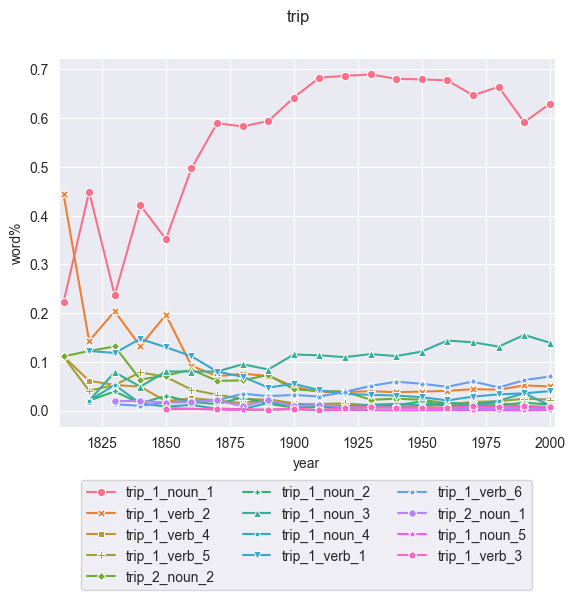 trip
0.7
0.6
0.5
0.4
0.3
0.2
0.1
0.0
word%
1825 1850 1875 1900 1925 1950 1975 2000
year
trip_1_noun_1 trip_1_noun_2 trip_1_verb_6
trip_1_verb_2 trip_1_noun_3 trip_2_noun_1
trip_1_verb_4 trip_1_noun_4 trip_1_noun_5
trip_1_verb_5 trip_1_verb_1 trip_1_verb_3
trip_2_noun_2